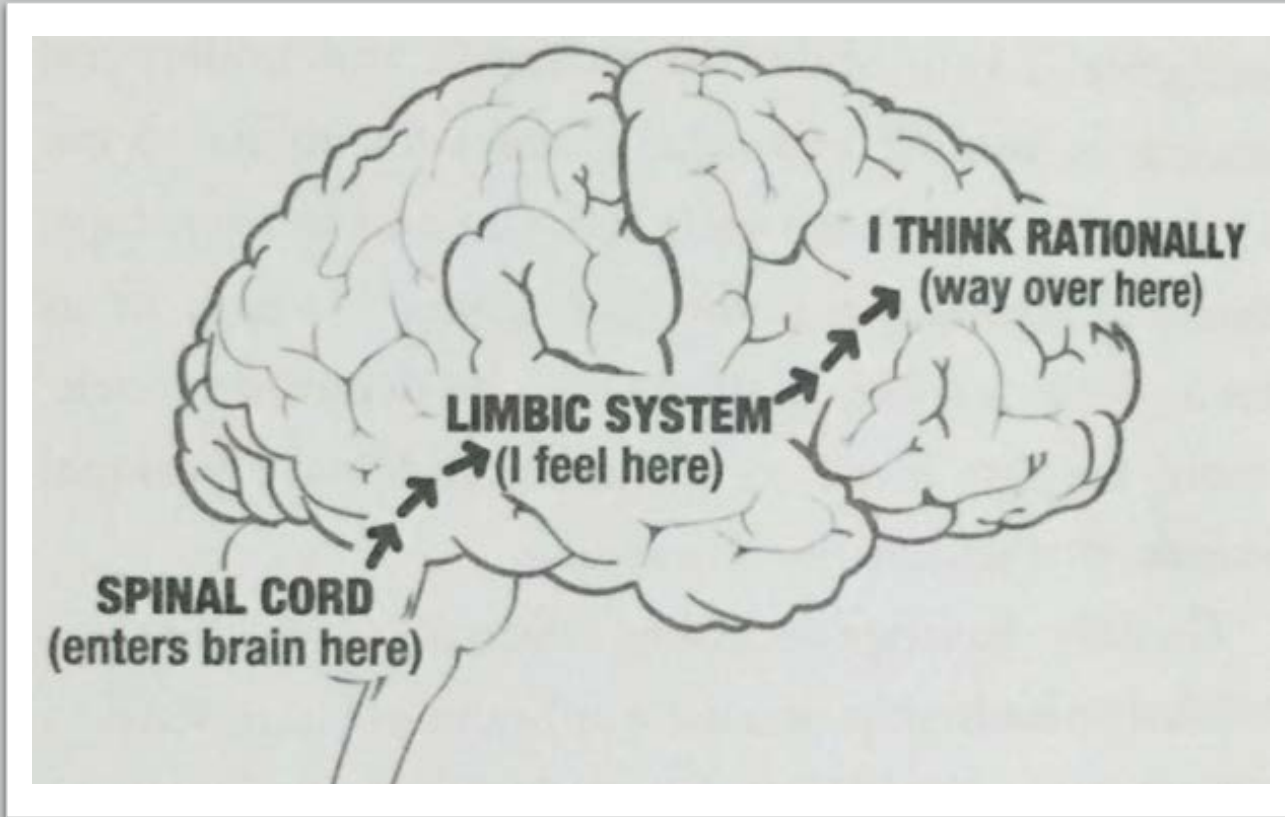 I THINK RATIONALLY
(way over here)
LIMBIC SYSTEM
(I feel here)
SPINAL CORD
(enters brain here)